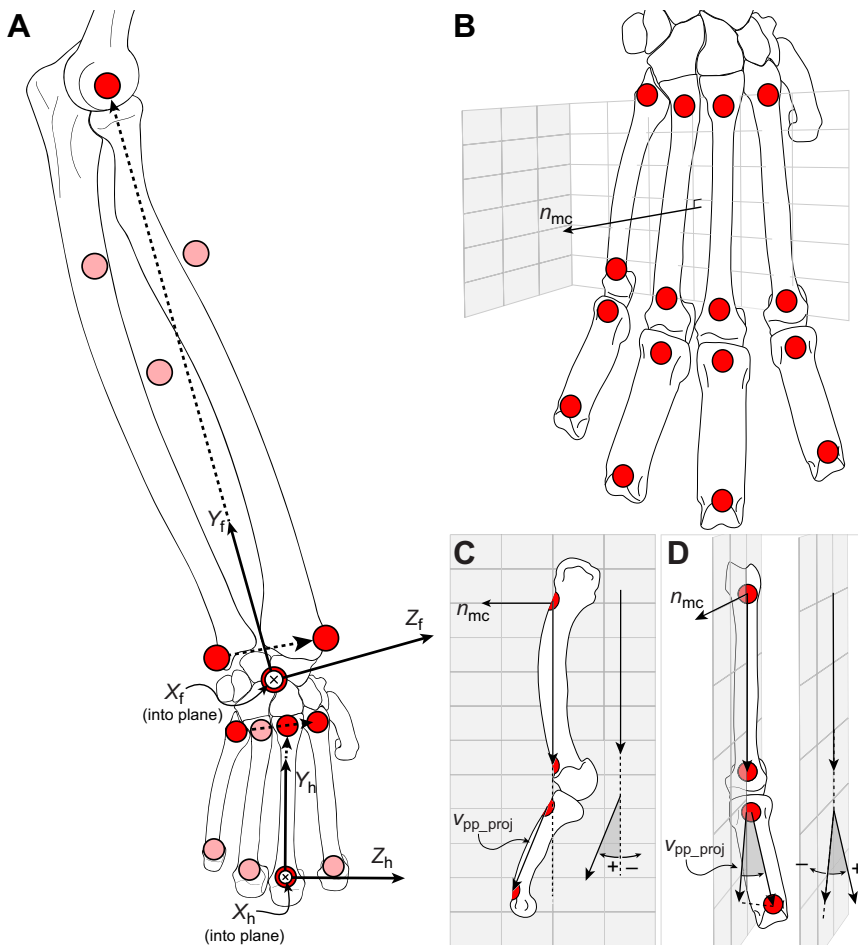 A
B
n_mc
Y_f
Z_f
X_f
(into plane)
Y_h
Z_h
X_h
(into plane)
C
n_mc
v_pp_proj
+ −
D
n_mc
v_pp_proj
− +